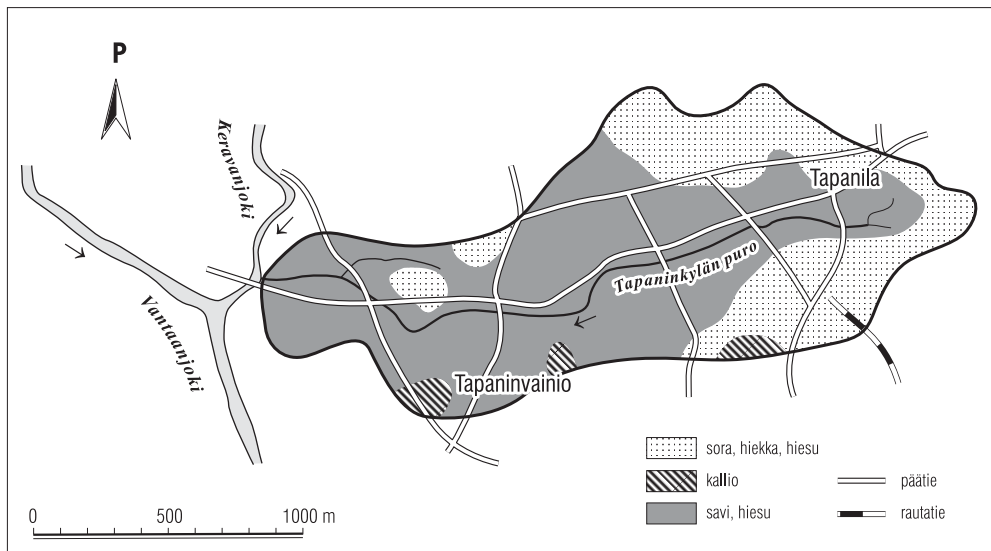 P
Keravanjoki
Vantaanjoki
Tapanila
Tapaninkylän puro
Tapaninvainio
sora, hiekka, hiesu
kallio
savi, hiesu
päätie
rautatie
0 500 1000 m